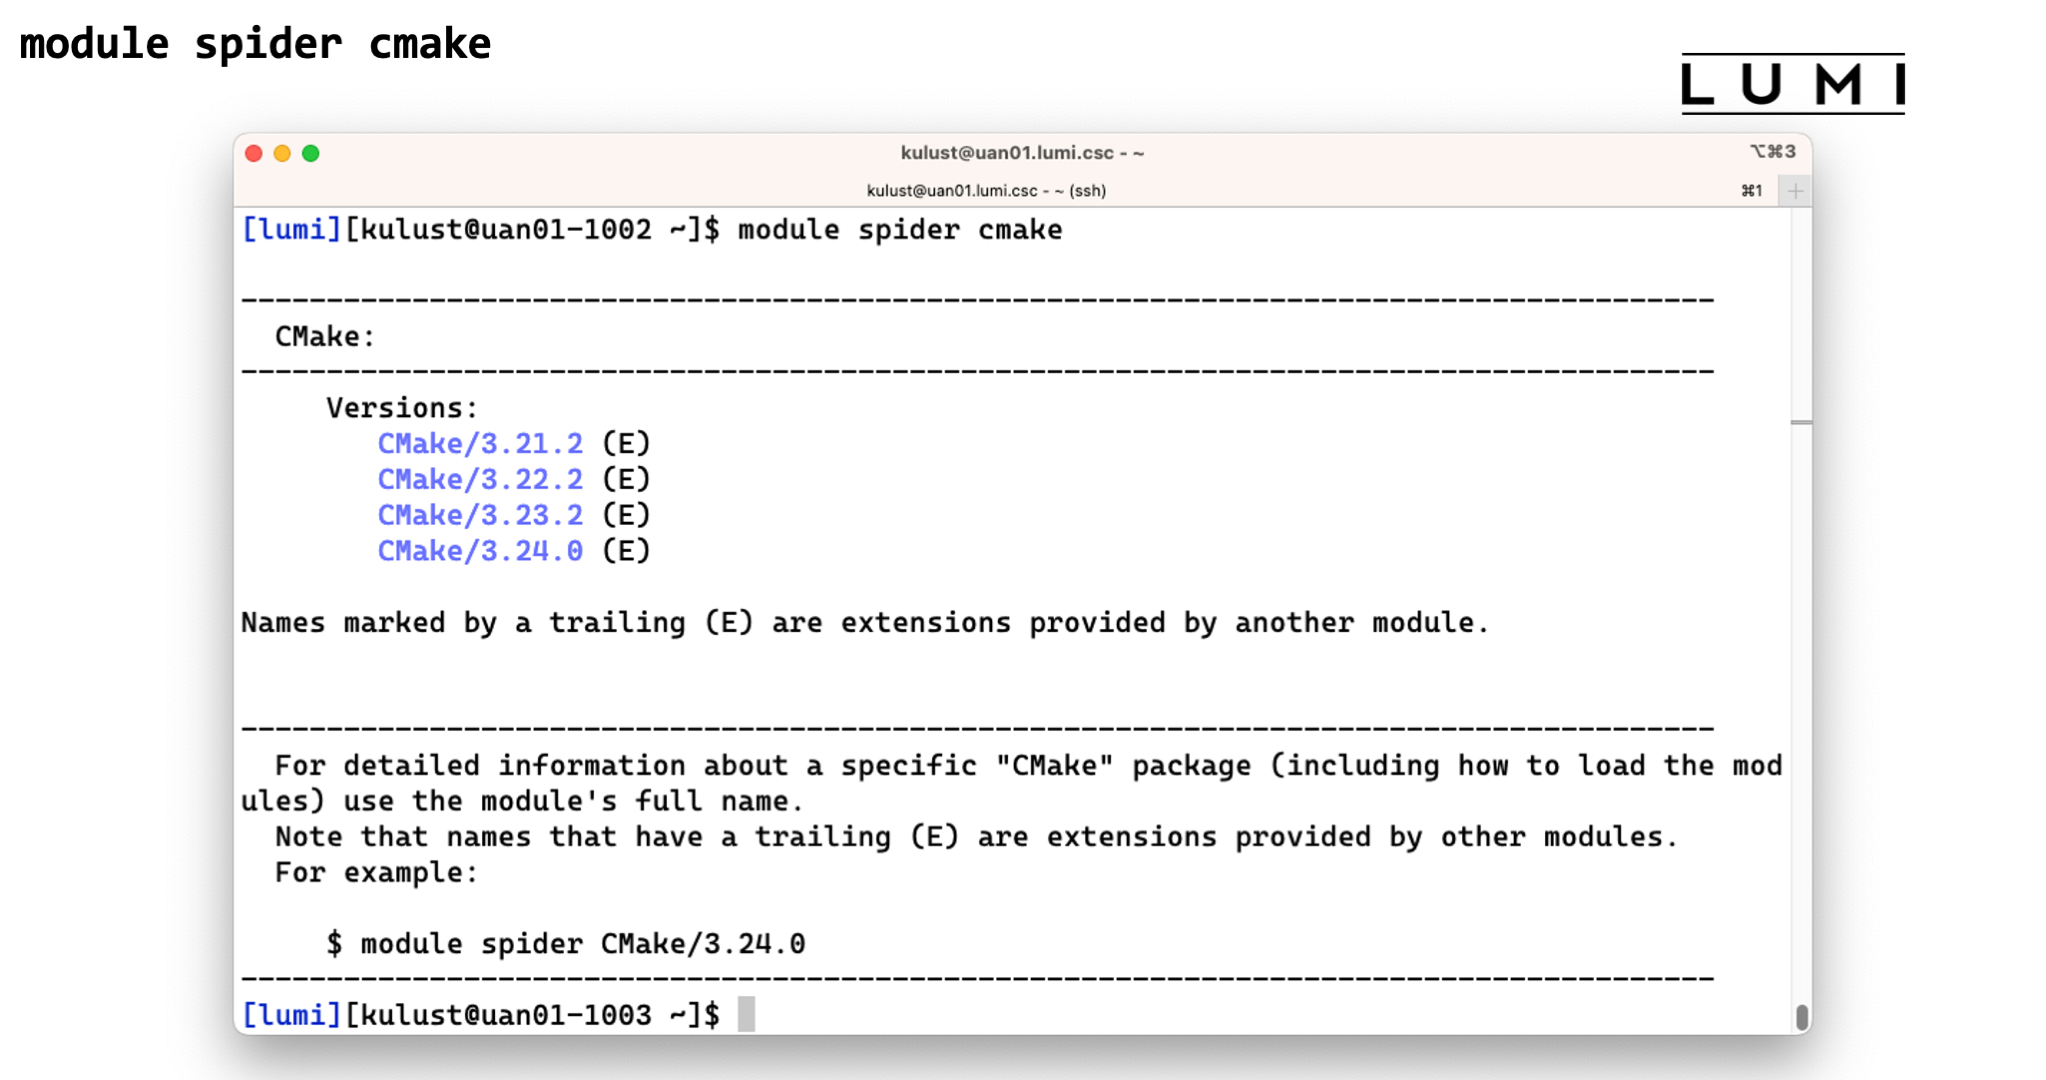 module spider cmake
LUMI
kulust@uan01.lumi.csc - ~
⌥⌘3
kulust@uan01.lumi.csc - ~ (ssh)
⌘1
+
[lumi][kulust@uan01-1002 ~]$ module spider cmake
--------------------------------------------------------------------------------------
  CMake:
--------------------------------------------------------------------------------------
     Versions:
        CMake/3.21.2 (E)
        CMake/3.22.2 (E)
        CMake/3.23.2 (E)
        CMake/3.24.0 (E)
Names marked by a trailing (E) are extensions provided by another module.
--------------------------------------------------------------------------------------
  For detailed information about a specific "CMake" package (including how to load the mod
ules) use the module's full name.
  Note that names that have a trailing (E) are extensions provided by other modules.
  For example:
     $ module spider CMake/3.24.0
--------------------------------------------------------------------------------------
[lumi][kulust@uan01-1003 ~]$